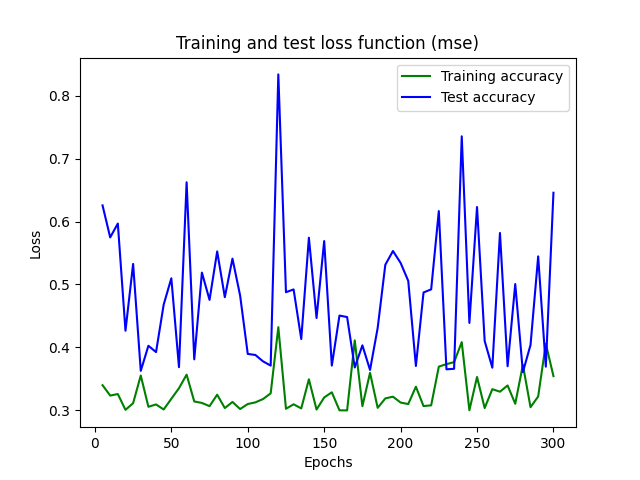 Training and test loss function (mse)
Training accuracy
Test accuracy
0.8
0.7
0.6
0.5
0.4
0.3
Loss
0
50
100
150
200
250
300
Epochs